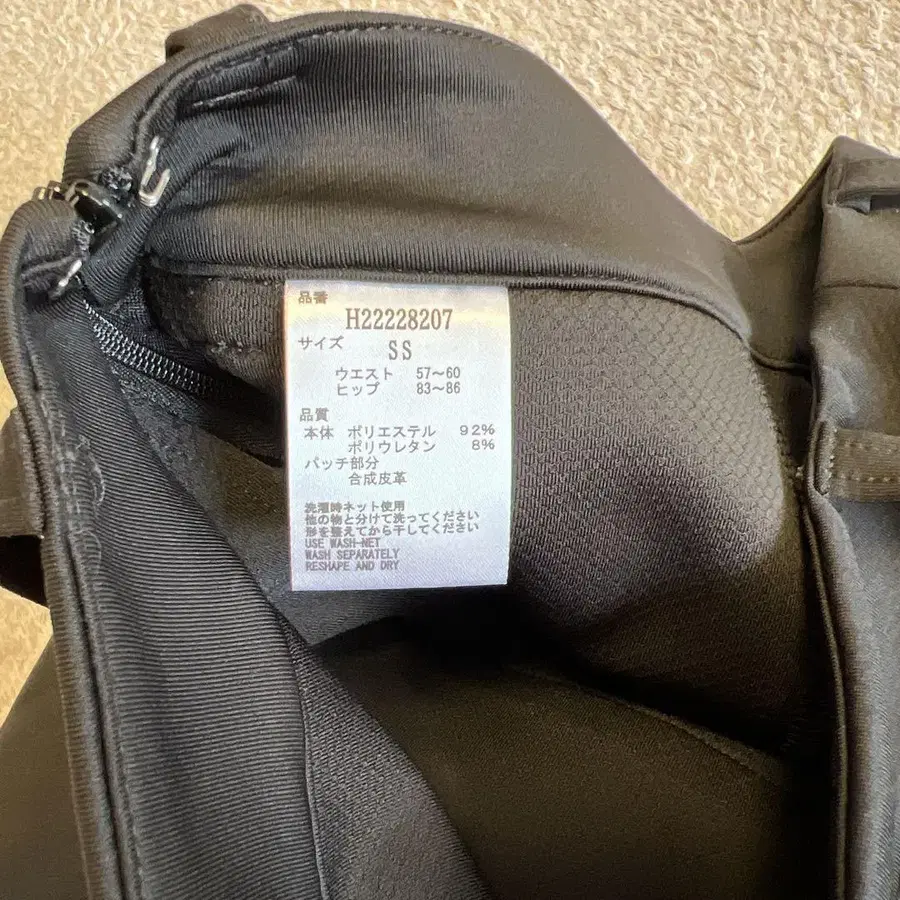 品番
H22228207
サイズ
SS
ウエスト 57～60
ヒップ 83～86
品質
本体 ポリエステル 92%
ポリウレタン 8%
パッチ部分
合成皮革
洗濯時ネット使用
他の物と分けて洗ってください
形を整えてから干してください
USE WASH-NET
WASH SEPARATELY
RESHAPE AND DRY